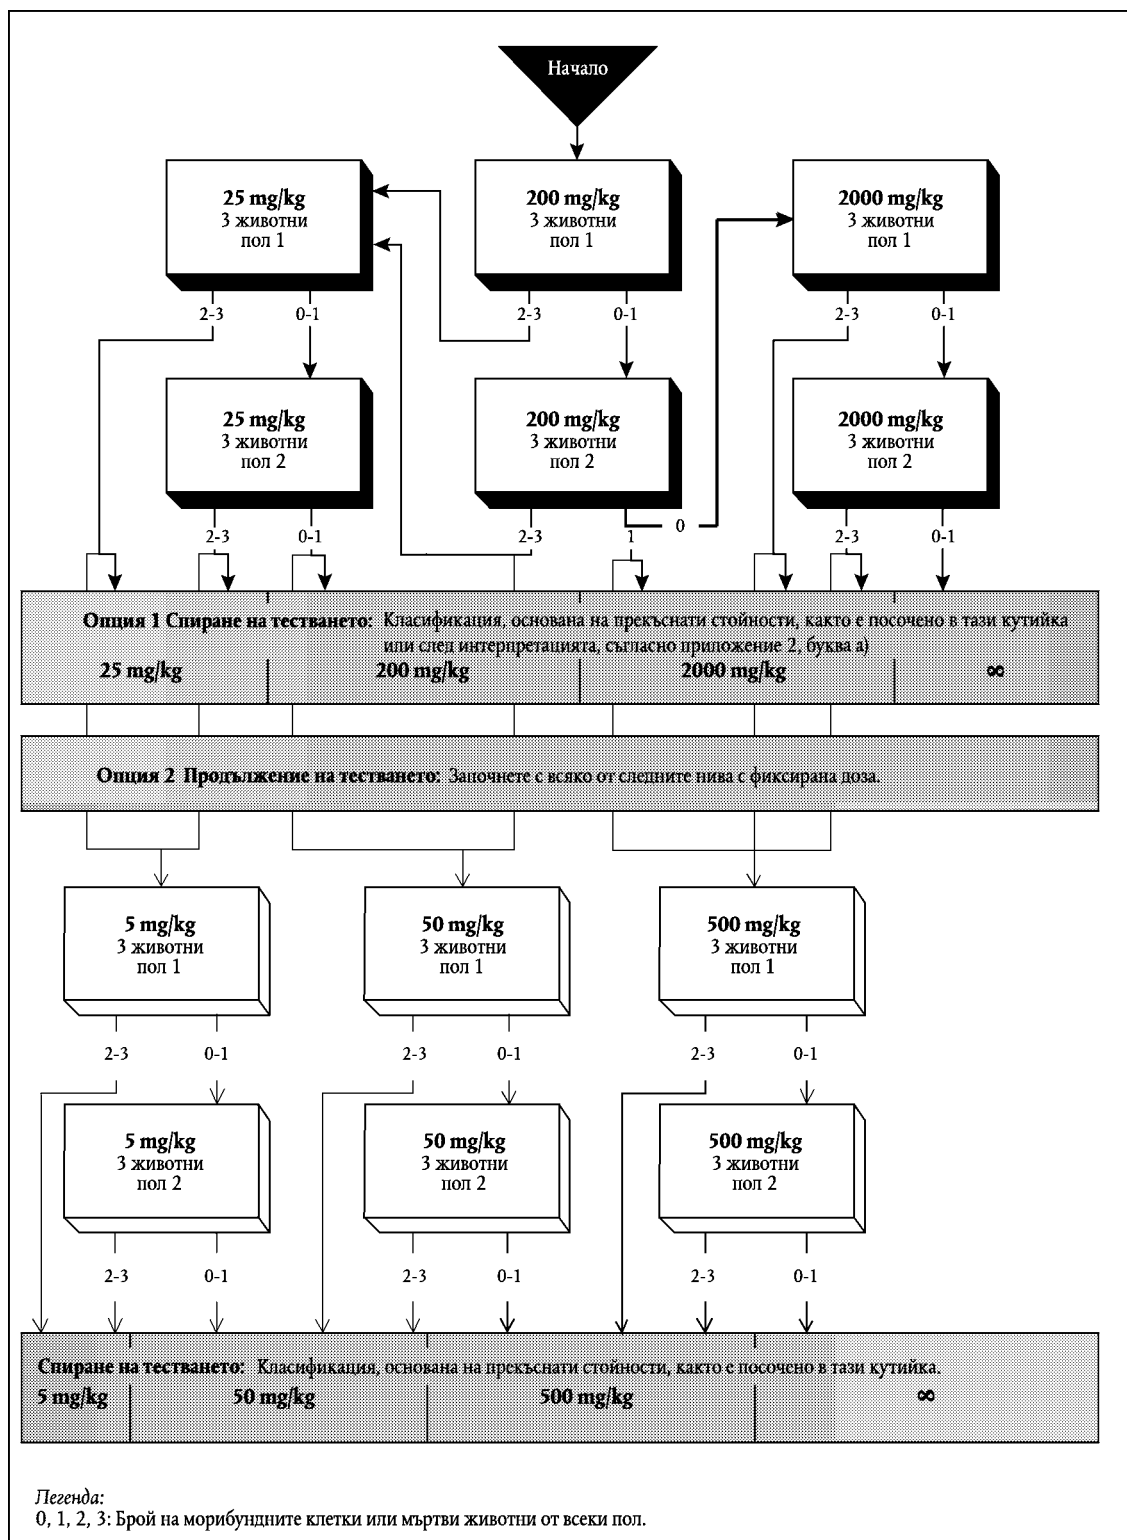 Начало
25 mg/kg
3 животни
пол 1
200 mg/kg
3 животни
пол 1
2000 mg/kg
3 животни
пол 1
2-3 0-1 2-3 0-1 2-3 0-1
25 mg/kg
3 животни
пол 2
200 mg/kg
3 животни
пол 2
2000 mg/kg
3 животни
пол 2
0
2-3 0-1 2-3 1 2-3 0-1
Опция 1 Спиране на тестването: Класификация, основана на прекъснати стойности, както е посочено в тази кутийка
или след интерпретацията, съгласно приложение 2, буква а)
25 mg/kg 200 mg/kg 2000 mg/kg ∞
Опция 2 Продължение на тестването: Започнете с всяко от следните нива с фиксирана доза.
5 mg/kg
3 животни
пол 1
50 mg/kg
3 животни
пол 1
500 mg/kg
3 животни
пол 1
2-3 0-1 2-3 0-1 2-3 0-1
5 mg/kg
3 животни
пол 2
50 mg/kg
3 животни
пол 2
500 mg/kg
3 животни
пол 2
2-3 0-1 2-3 0-1 2-3 0-1
Спиране на тестването: Класификация, основана на прекъснати стойности, както е посочено в тази кутийка.
5 mg/kg 50 mg/kg 500 mg/kg ∞
Легенда:
0, 1, 2, 3: Брой на морибундните клетки или мъртви животни от всеки пол.